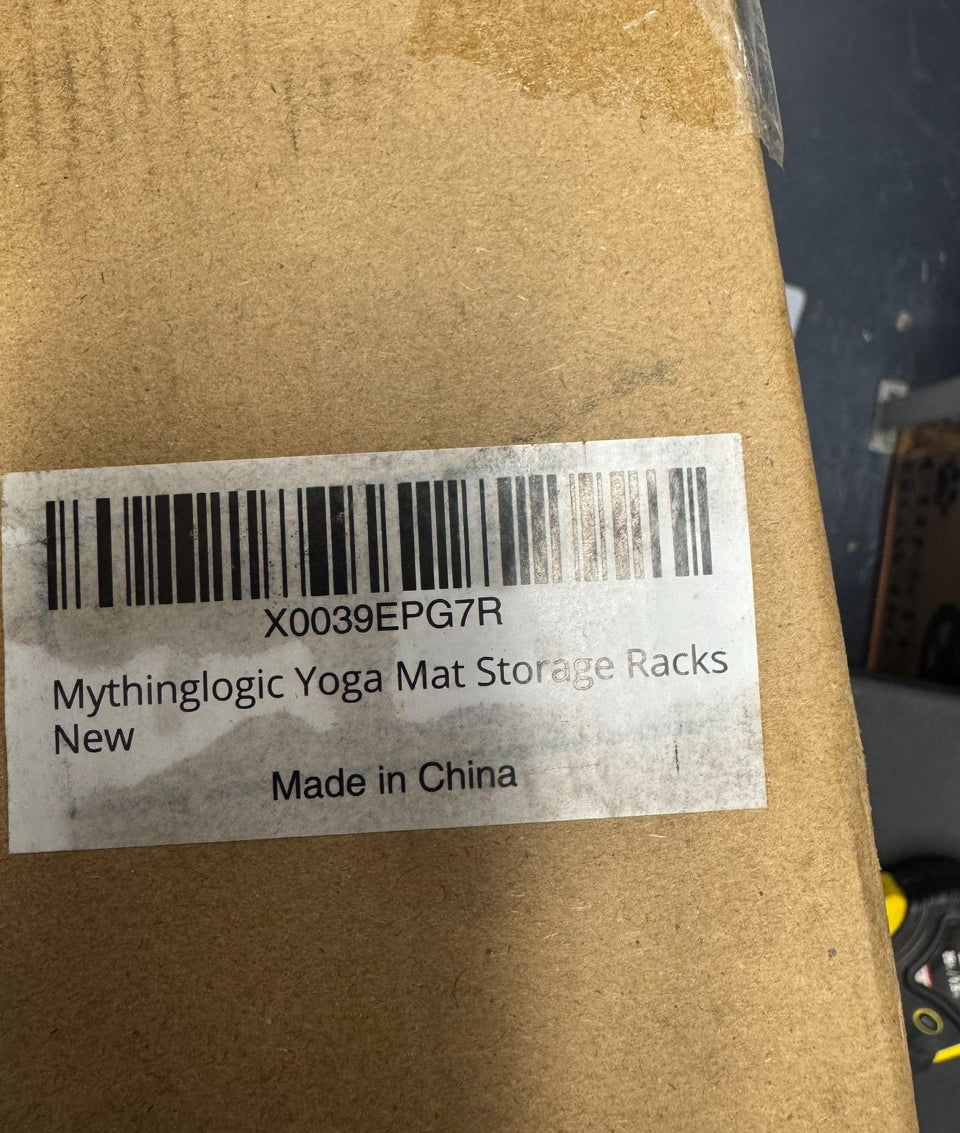 X0039EPG7R
Mythinglogic Yoga Mat Storage Racks
New
Made in China